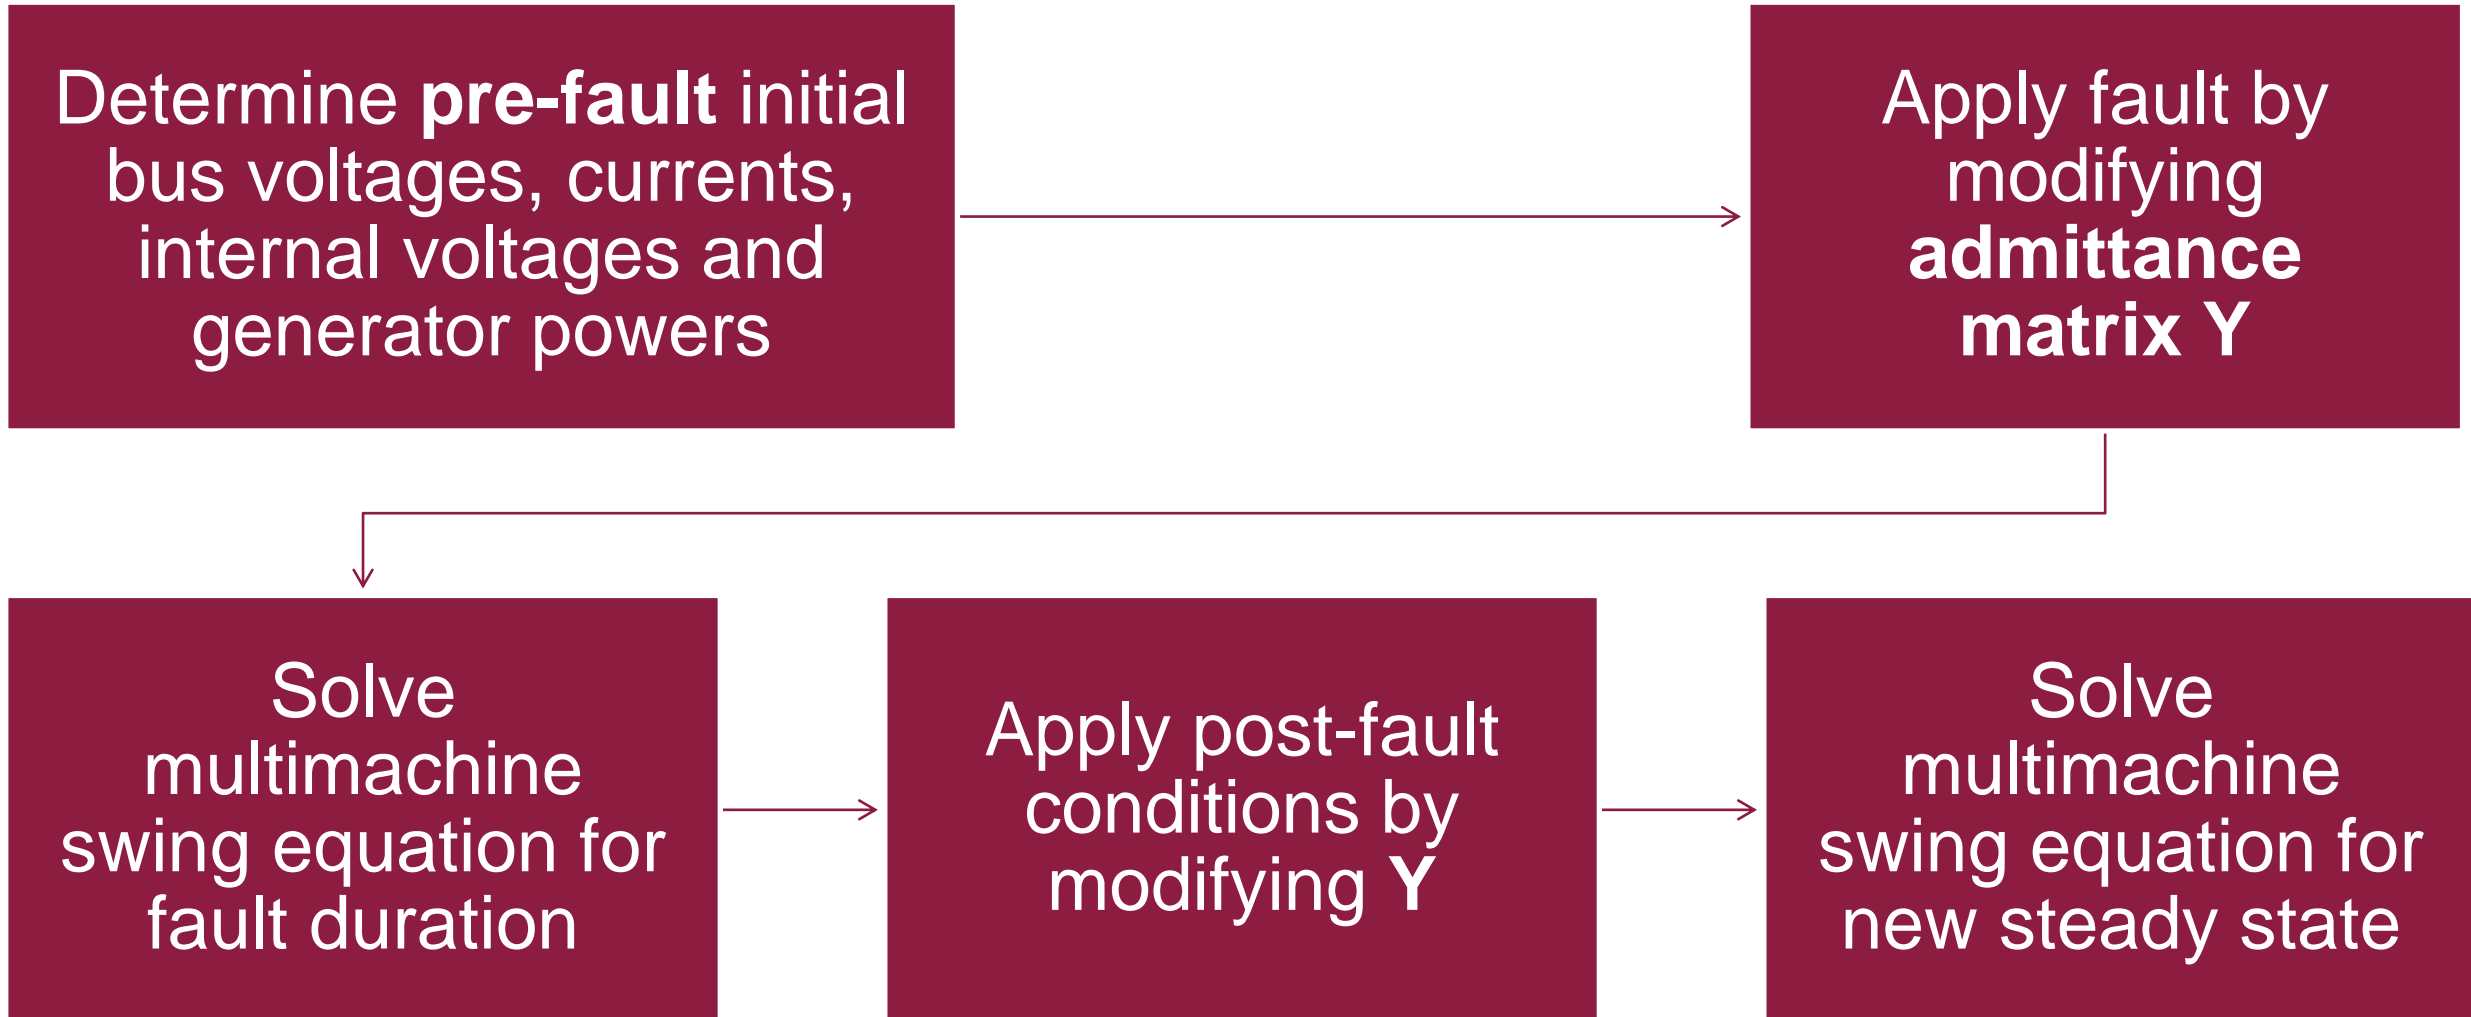 Determine pre-fault initial
bus voltages, currents,
internal voltages and
generator powers
Apply fault by
modifying
admittance
matrix Y
Solve
multimachine
swing equation for
fault duration
Apply post-fault
conditions by
modifying Y
Solve
multimachine
swing equation for
new steady state